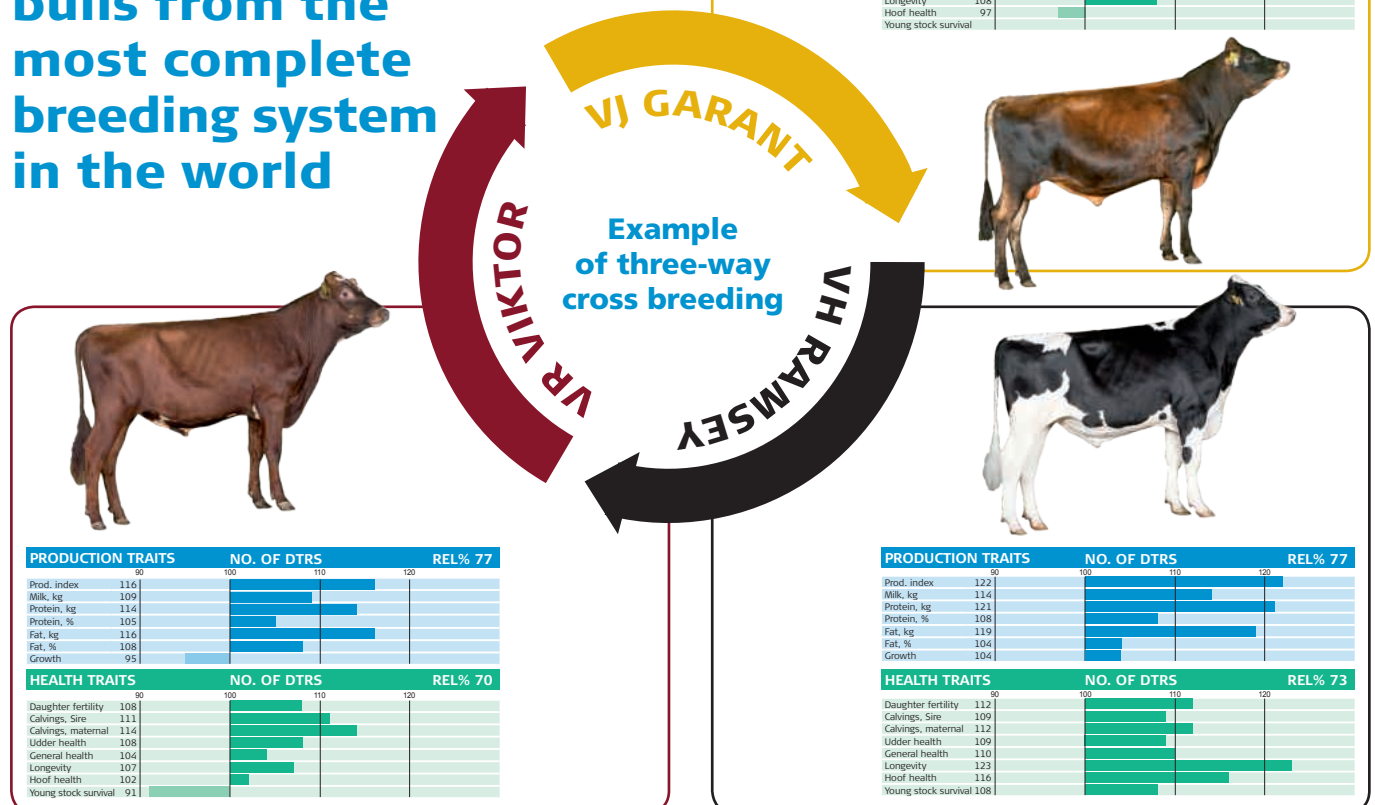 bulls from the
most complete
breeding system
in the world
Longevity 108
Hoof health 97
Young stock survival
VJ GARANT
VH RAMSEY
VR VIKTOR
Example
of three-way
cross breeding
PRODUCTION TRAITS NO. OF DTRS REL% 77
90 100 110 120
Prod. index 116
Milk, kg 109
Protein, kg 114
Protein, % 105
Fat, kg 116
Fat, % 108
Growth 95
HEALTH TRAITS NO. OF DTRS REL% 70
90 100 110 120
Daughter fertility 108
Calvings, Sire 111
Calvings, maternal 114
Udder health 108
General health 104
Longevity 107
Hoof health 102
Young stock survival 91
PRODUCTION TRAITS NO. OF DTRS REL% 77
90 100 110 120
Prod. index 122
Milk, kg 114
Protein, kg 121
Protein, % 108
Fat, kg 119
Fat, % 104
Growth 104
HEALTH TRAITS NO. OF DTRS REL% 73
90 100 110 120
Daughter fertility 112
Calvings, Sire 109
Calvings, maternal 112
Udder health 109
General health 110
Longevity 123
Hoof health 116
Young stock survival 108